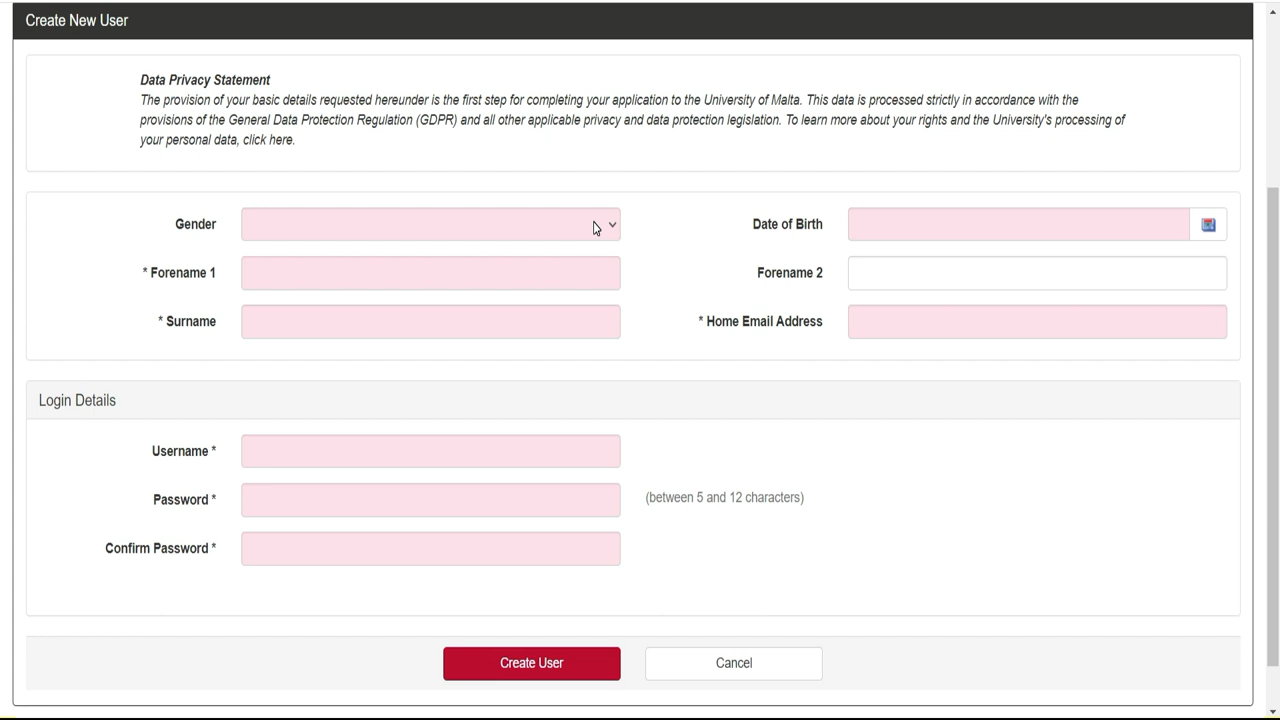 Create New User
Data Privacy Statement
The provision of your basic details requested hereunder is the first step for completing your application to the University of Malta. This data is processed strictly in accordance with the
provisions of the General Data Protection Regulation (GDPR) and all other applicable privacy and data protection legislation. To learn more about your rights and the University's processing of
your personal data, click here.
Gender
Date of Birth
* Forename 1
Forename 2
* Surname
* Home Email Address
Login Details
Username *
Password *
(between 5 and 12 characters)
Confirm Password *
Create User
Cancel